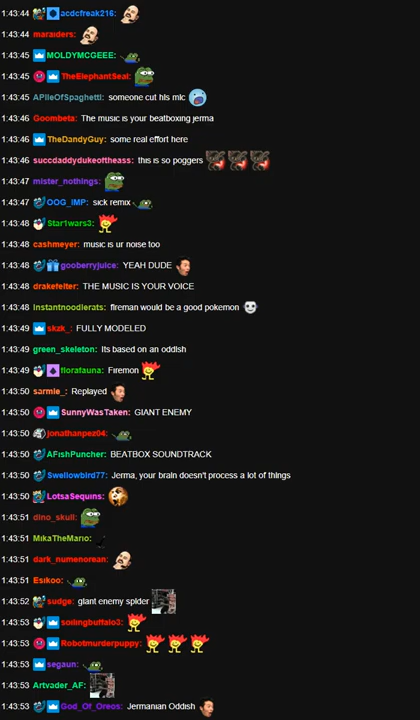 1:43:44 acdcfreak216:
1:43:44 maraiders:
1:43:45 MOLDYMCGEEE:
1:43:45 TheElephantSeal:
1:43:45 APileOfSpaghetti: someone cut his mic
1:43:46 Goombeta: The music is your beatboxing jerma
1:43:46 TheDandyGuy: some real effort here
1:43:46 succdaddydukeoftheass: this is so poggers
1:43:47 mister_nothings:
1:43:47 OOG_IMP: sick remix
1:43:48 Star1wars3:
1:43:48 cashmeyer: music is ur noise too
1:43:48 gooberryjuice: YEAH DUDE
1:43:48 drakefelter: THE MUSIC IS YOUR VOICE
1:43:48 instantnoodlerats: fireman would be a good pokemon
1:43:49 skzk_: FULLY MODELED
1:43:49 green_skeleton: Its based on an oddish
1:43:49 florafauna: Firemon
1:43:50 sarmie_: Replayed
1:43:50 SunnyWasTaken: GIANT ENEMY
1:43:50 jonathanpez04:
1:43:50 AFishPuncher: BEATBOX SOUNDTRACK
1:43:50 Swellowbird77: Jerma, your brain doesn't process a lot of things
1:43:50 LotsaSequins:
1:43:51 dino_skull:
1:43:51 MikaTheMario:
1:43:51 dark_numenorean:
1:43:51 Esikoo:
1:43:52 sudge: giant enemy spider
1:43:53 soilingbuffalo3:
1:43:53 Robotmurderpuppy:
1:43:53 segaun:
1:43:53 Artvader_AF:
1:43:53 God_Of_Oreos: Jermanian Oddish